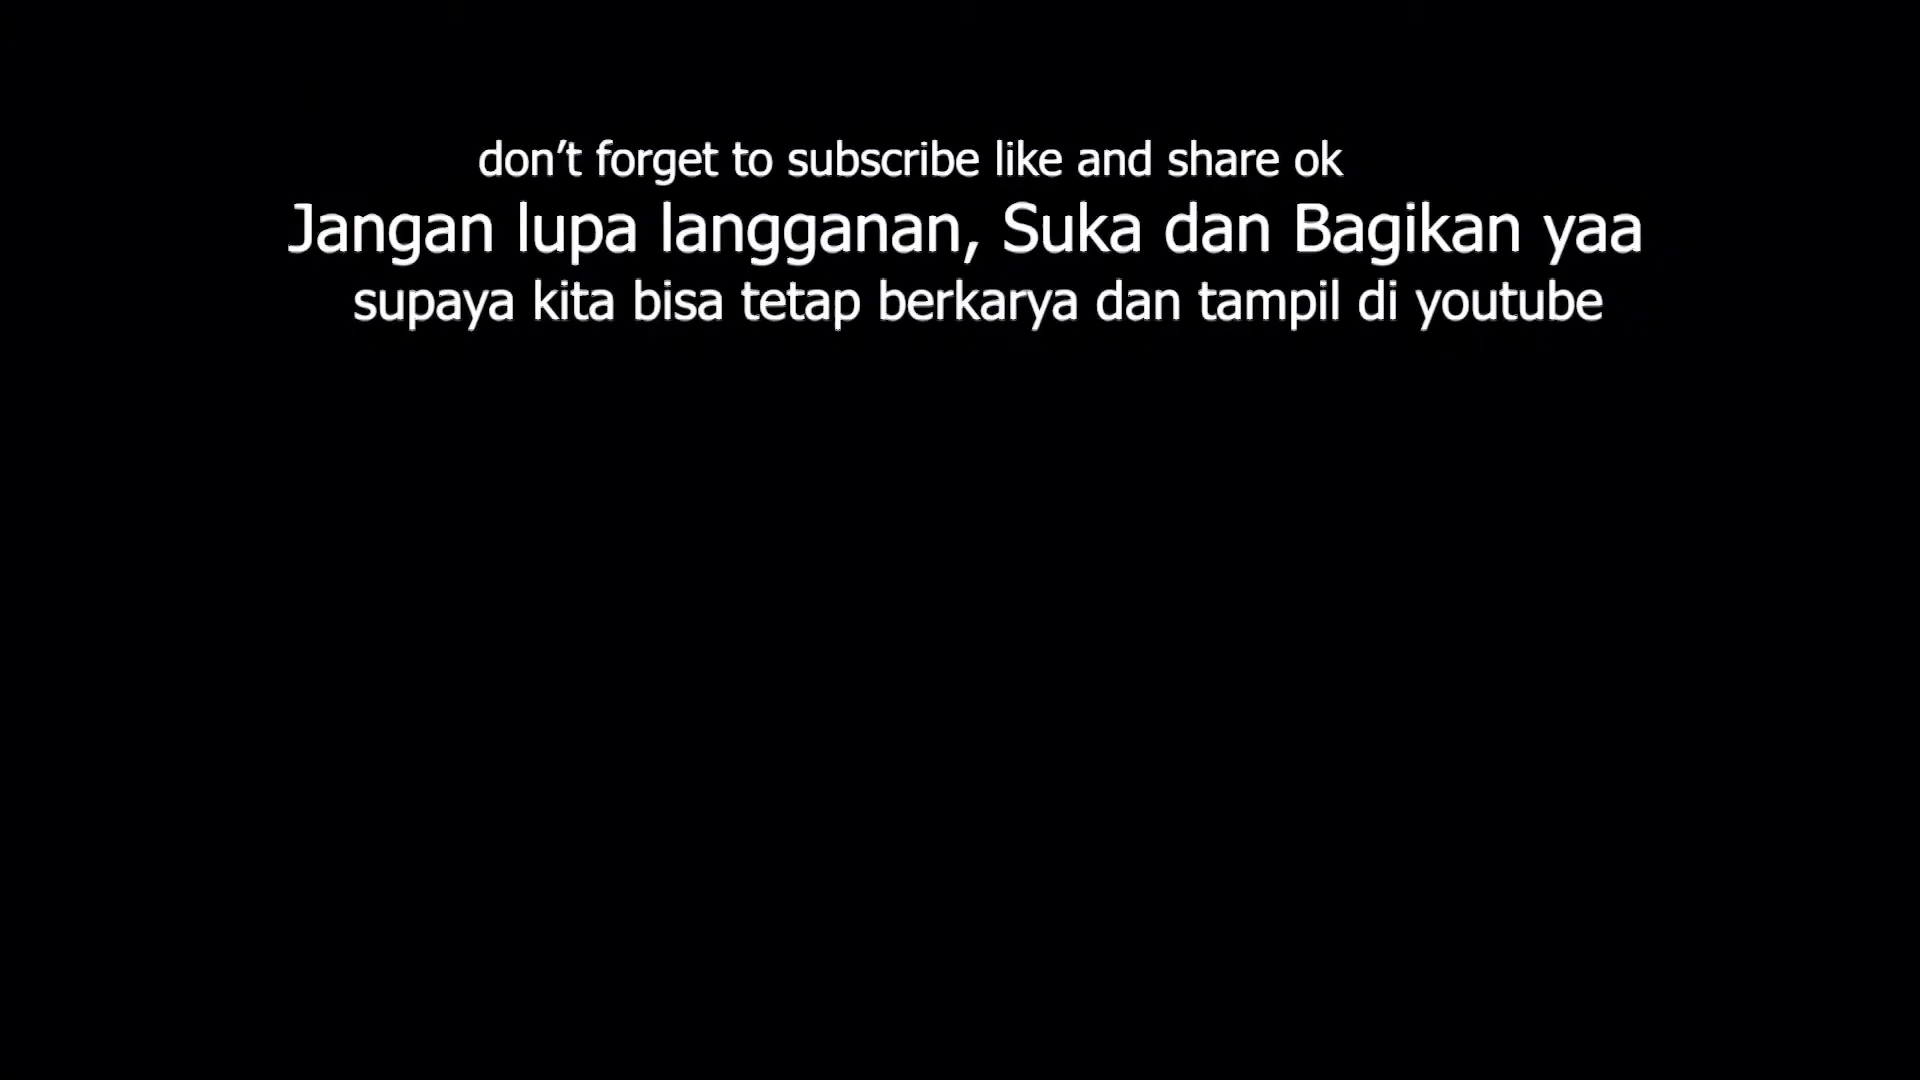 don’t forget to subscribe like and share ok
Jangan lupa langganan, Suka dan Bagikan yaa
supaya kita bisa tetap berkarya dan tampil di youtube